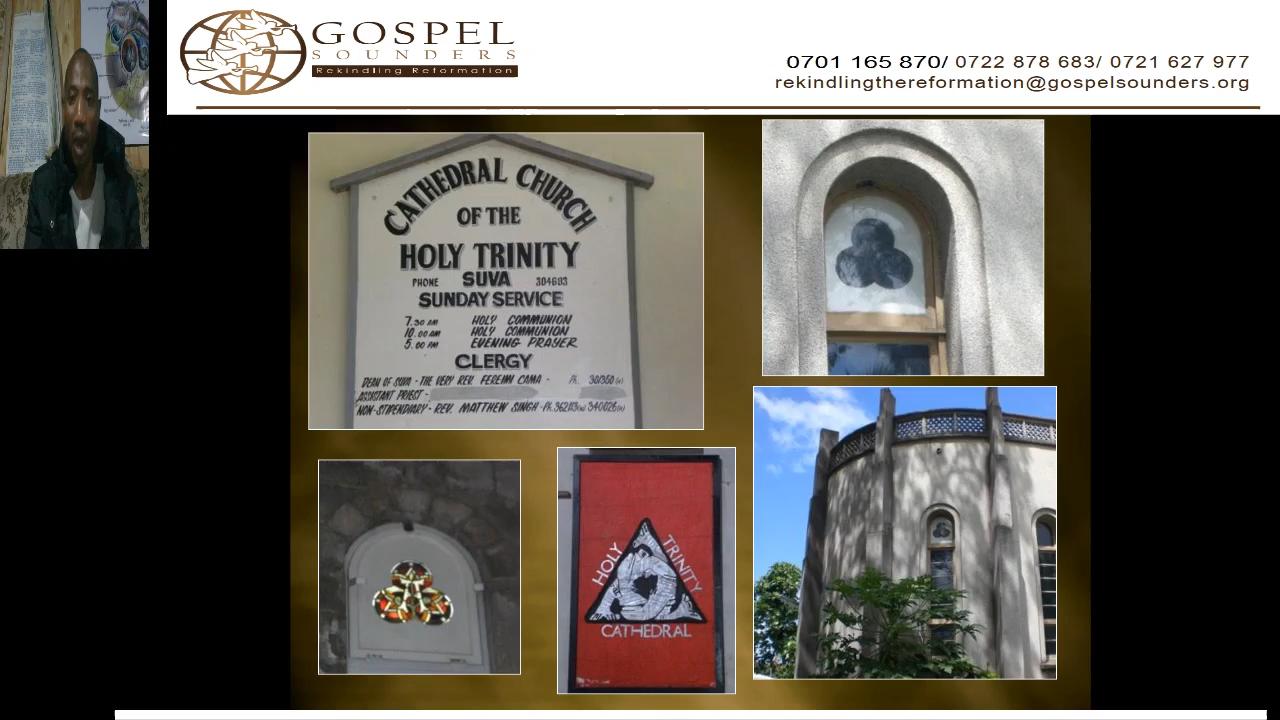 GOSPEL
SOUNDERS
Rekindling Reformation
0701 165 870/ 0722 878 683/ 0721 627 977
rekindlingthereformation@gospelsounders.org
CATHEDRAL CHURCH
OF THE
HOLY TRINITY
PHONE SUVA 304603
SUNDAY SERVICE
7.30 AM HOLY COMMUNION
10.00 AM HOLY COMMUNION
5.00 PM EVENING PRAYER
CLERGY
DEAN OF SUVA - THE VERY REV. FEREIMI CAMA -
ASSISTANT PRIEST -
NON-STIPENDIARY - REV. MATTHEW SINGH -
HOLY TRINITY
CATHEDRAL